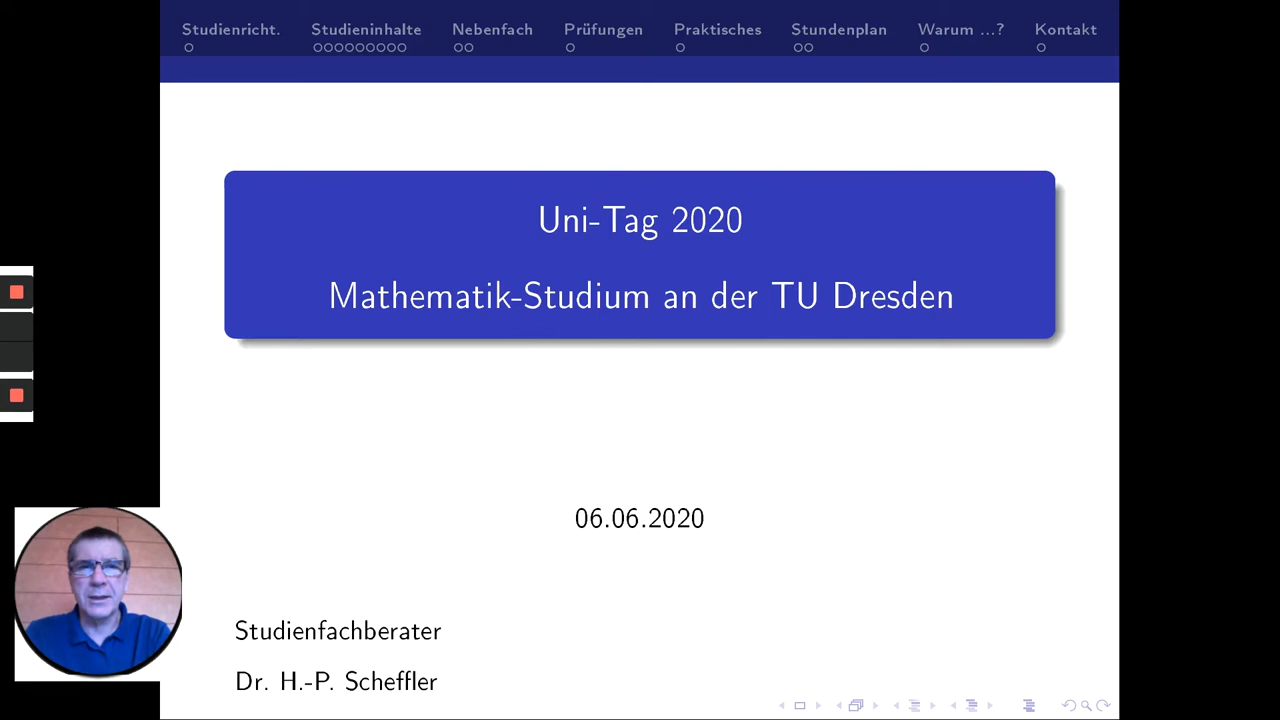 Studienricht. Studieninhalte Nebenfach Prüfungen Praktisches Stundenplan Warum ...? Kontakt
Uni-Tag 2020
Mathematik-Studium an der TU Dresden
06.06.2020
Studienfachberater
Dr. H.-P. Scheffler